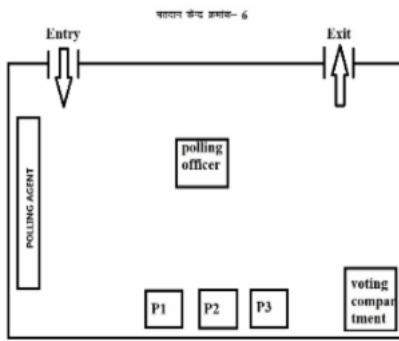 मतदान केन्द्र क्रमांक– 6
Entry
Exit
polling
officer
POLLING AGENT
P1
P2
P3
voting
compar
tment